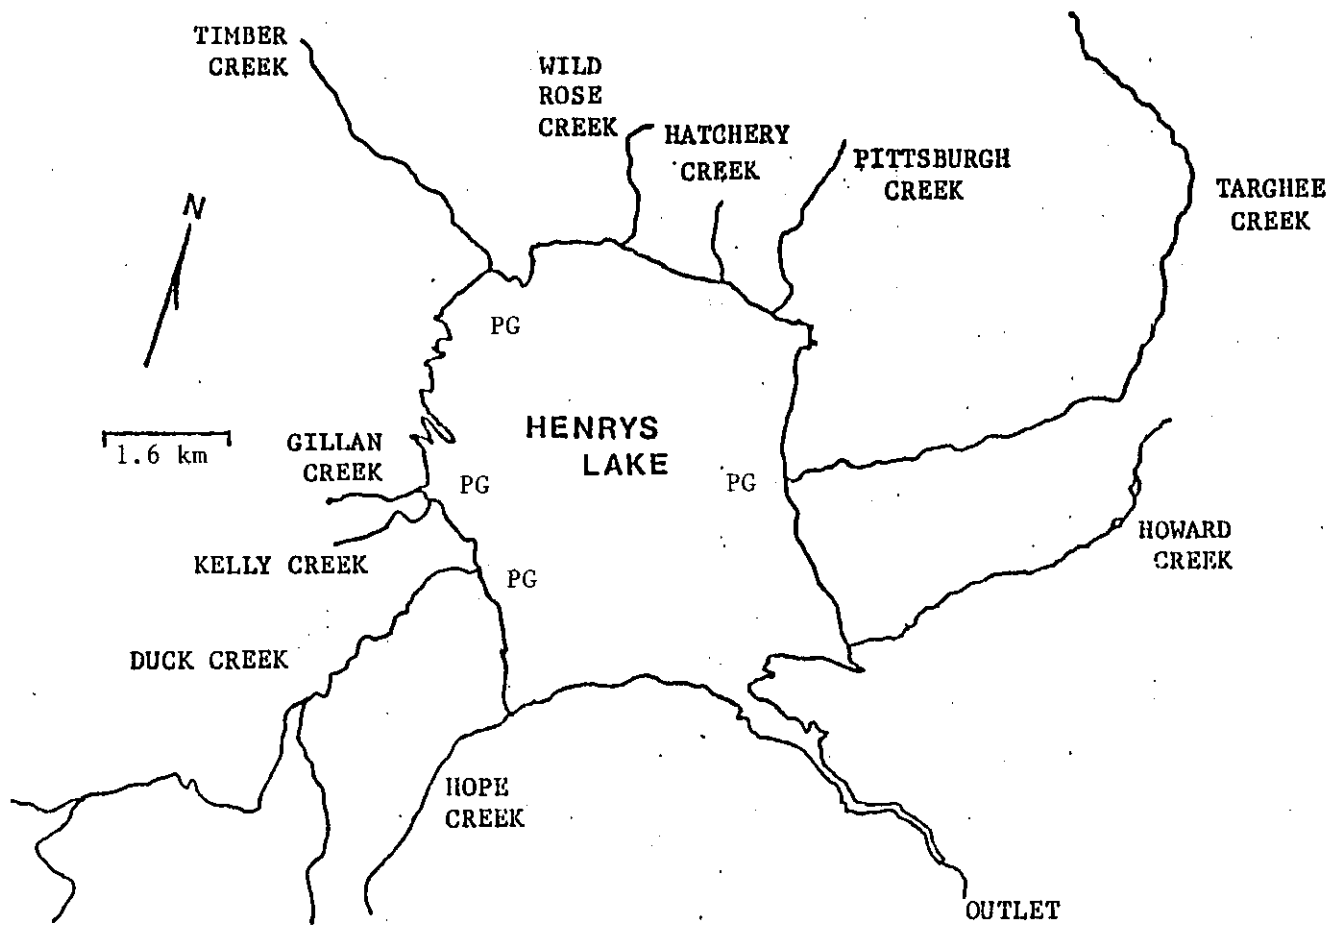 TIMBER
CREEK
WILD
ROSE
CREEK
HATCHERY
CREEK
PITTSBURGH
CREEK
TARGHEE
CREEK
N
PG
1.6 km
HENRYS
LAKE
GILLAN
CREEK
PG
PG
KELLY CREEK
HOWARD
CREEK
PG
DUCK CREEK
HOPE
CREEK
OUTLET